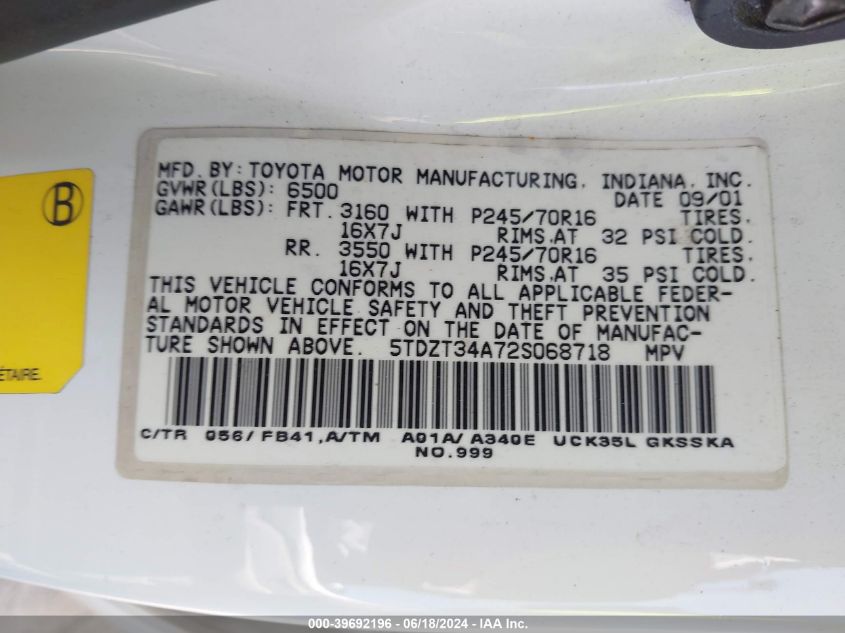 MFD. BY: TOYOTA MOTOR MANUFACTURING, INDIANA, INC.
GVWR(LBS): 6500 DATE 09/01
GAWR(LBS): FRT. 3160 WITH P245/70R16 TIRES,
16X7J RIMS,AT 32 PSI COLD.
RR. 3550 WITH P245/70R16 TIRES,
16X7J RIMS,AT 35 PSI COLD.
THIS VEHICLE CONFORMS TO ALL APPLICABLE FEDER-
AL MOTOR VEHICLE SAFETY AND THEFT PREVENTION
STANDARDS IN EFFECT ON THE DATE OF MANUFAC-
TURE SHOWN ABOVE. 5TDZT34A72S068718 MPV
C/TR 056/FB41,A/TM A01A/A340E UCK35L GKSSKA
NO.999
B
ÉTAIRE.
000-39692196 - 06/18/2024 - IAA Inc.